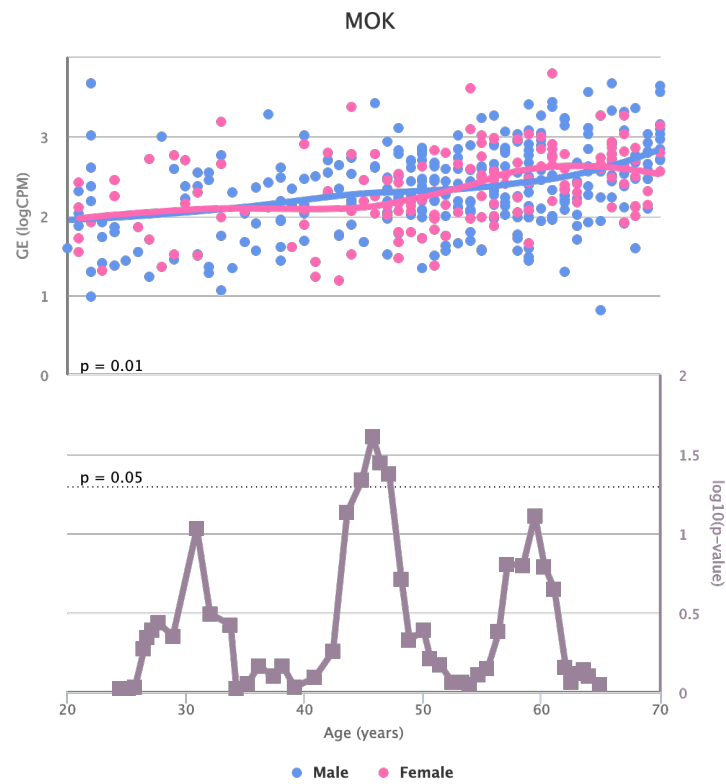 MOK
GE (logCPM)
3
2
1
0
p = 0.01
2
p = 0.05
1.5
1
0.5
0
log10(p-value)
20 30 40 50 60 70
Age (years)
Male Female